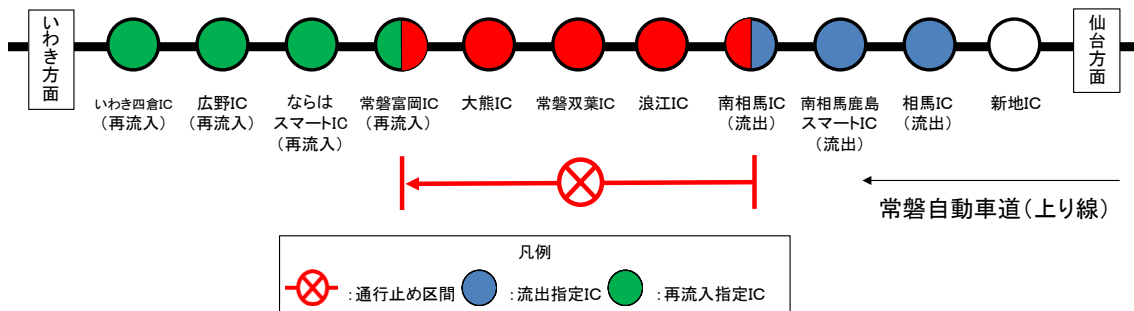 いわき方面
仙台方面
いわき四倉IC
(再流入)
広野IC
(再流入)
ならは
スマートIC
(再流入)
常磐富岡IC
(再流入)
大熊IC
常磐双葉IC
浪江IC
南相馬IC
(流出)
南相馬鹿島
スマートIC
(流出)
相馬IC
(流出)
新地IC
常磐自動車道(上り線)
凡例
:通行止め区間
:流出指定IC
:再流入指定IC